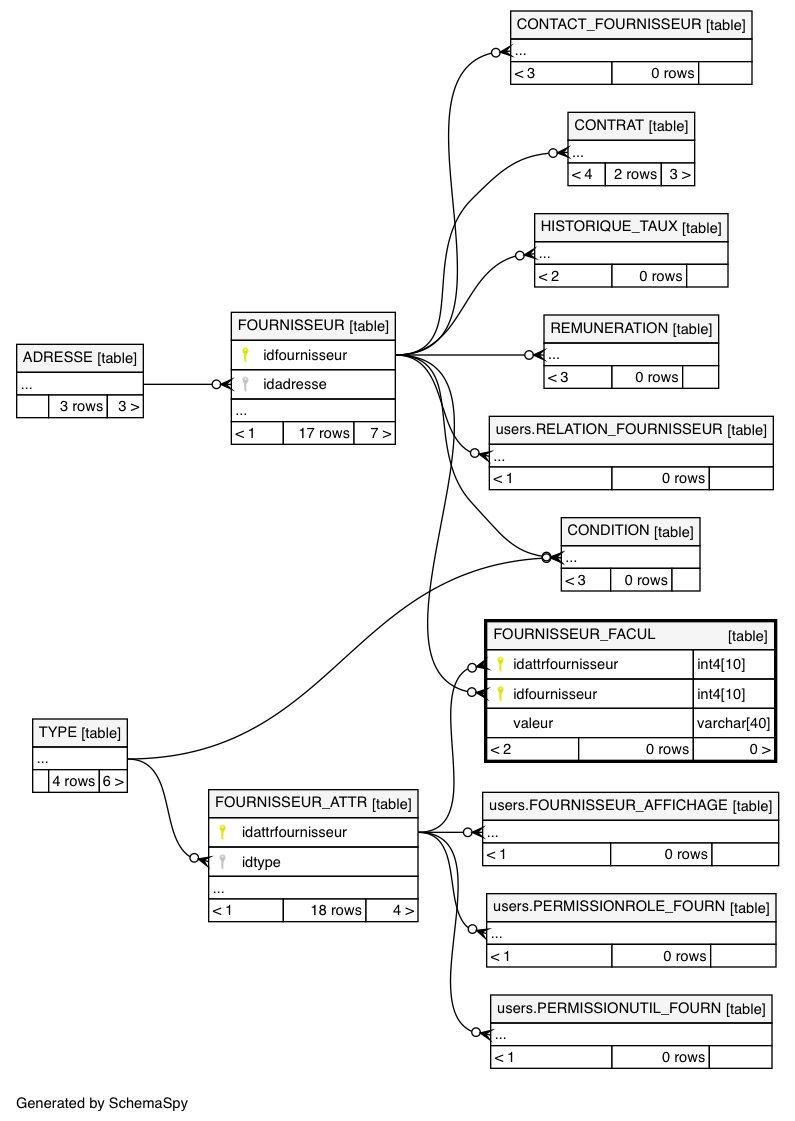 CONTACT_FOURNISSEUR [table]
...
< 3 0 rows
CONTRAT [table]
...
< 4 2 rows 3 >
HISTORIQUE_TAUX [table]
...
< 2 0 rows
REMUNERATION [table]
...
< 3 0 rows
FOURNISSEUR [table]
idfournisseur
idadresse
...
< 1 17 rows 7 >
ADRESSE [table]
...
3 rows 3 >
users.RELATION_FOURNISSEUR [table]
...
< 1 0 rows
CONDITION [table]
...
< 3 0 rows
FOURNISSEUR_FACUL [table]
idattrfournisseur int4[10]
idfournisseur int4[10]
valeur varchar[40]
< 2 0 rows 0 >
TYPE [table]
...
4 rows 6 >
FOURNISSEUR_ATTR [table]
idattrfournisseur
idtype
...
< 1 18 rows 4 >
users.FOURNISSEUR_AFFICHAGE [table]
...
< 1 0 rows
users.PERMISSIONROLE_FOURN [table]
...
< 1 0 rows
users.PERMISSIONUTIL_FOURN [table]
...
< 1 0 rows
Generated by SchemaSpy